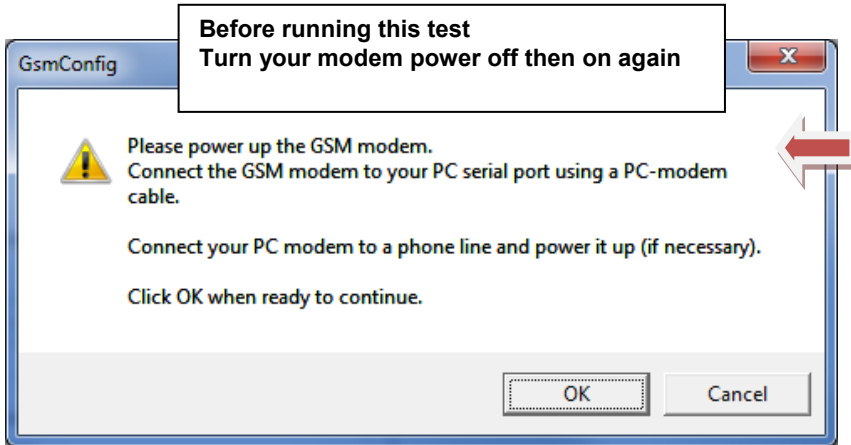 Before running this test
Turn your modem power off then on again
GsmConfig
Please power up the GSM modem.
Connect the GSM modem to your PC serial port using a PC-modem
cable.
Connect your PC modem to a phone line and power it up (if necessary).
Click OK when ready to continue.
OK
Cancel